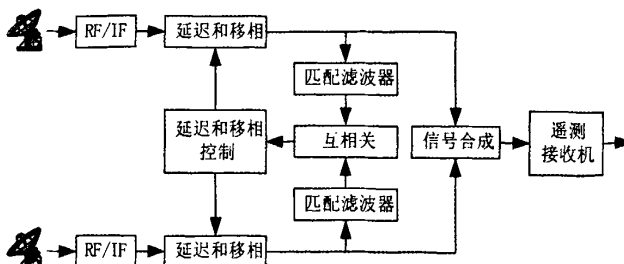 RF/IF
延迟和移相
匹配滤波器
延迟和移相
控制
互相关
信号合成
遥测
接收机
匹配滤波器
RF/IF
延迟和移相